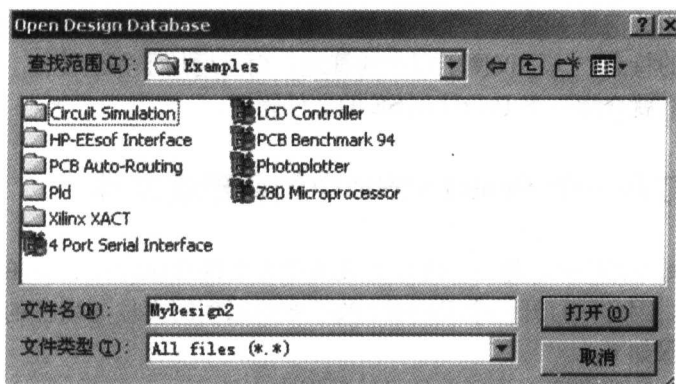 Open Design Database
查找范围(I): Examples
Circuit Simulation
HP-EEsof Interface
PCB Auto-Routing
Pld
Xilinx XACT
4 Port Serial Interface
LCD Controller
PCB Benchmark 94
Photoplotter
Z80 Microprocessor
文件名(N): MyDesign2
打开(O)
文件类型(T): All files (*.*)
取消